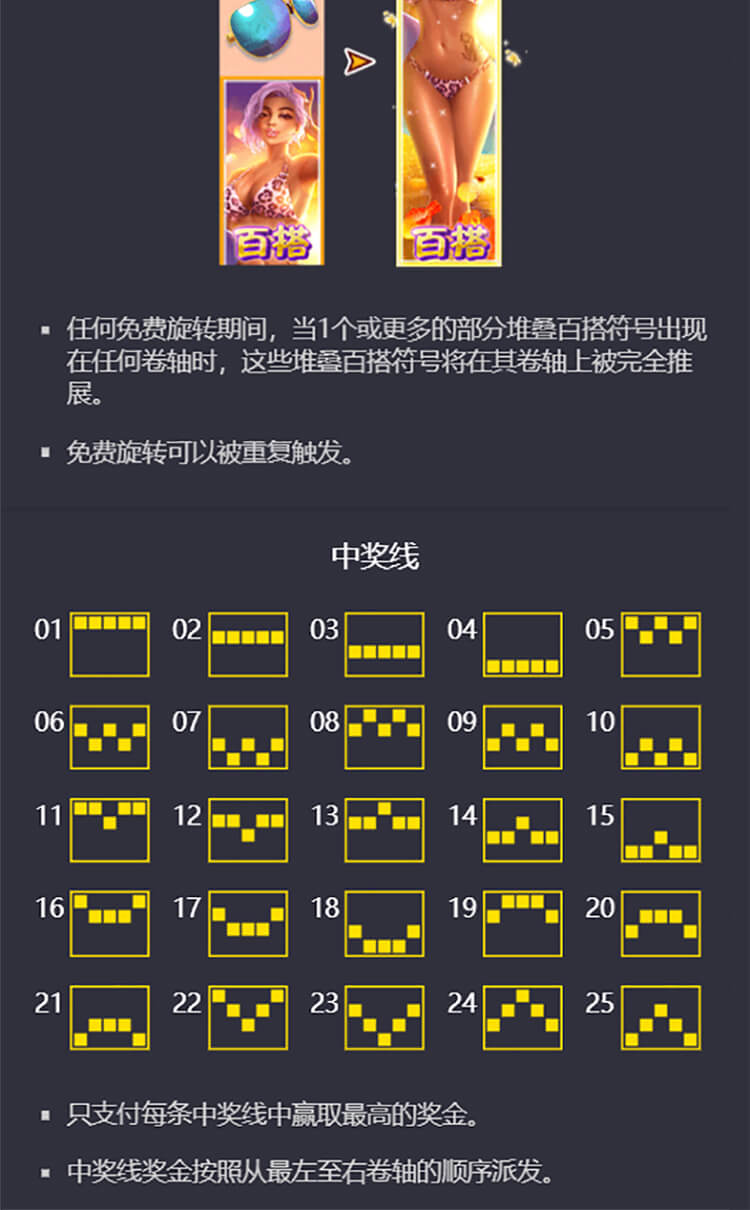 百搭 百搭
任何免费旋转期间，当1个或更多的部分堆叠百搭符号出现
在任何卷轴时，这些堆叠百搭符号将在其卷轴上被完全推
展。
免费旋转可以被重复触发。
中奖线
01 02 03 04 05
06 07 08 09 10
11 12 13 14 15
16 17 18 19 20
21 22 23 24 25
只支付每条中奖线中赢取最高的奖金。
中奖线奖金按照从最左至右卷轴的顺序派发。